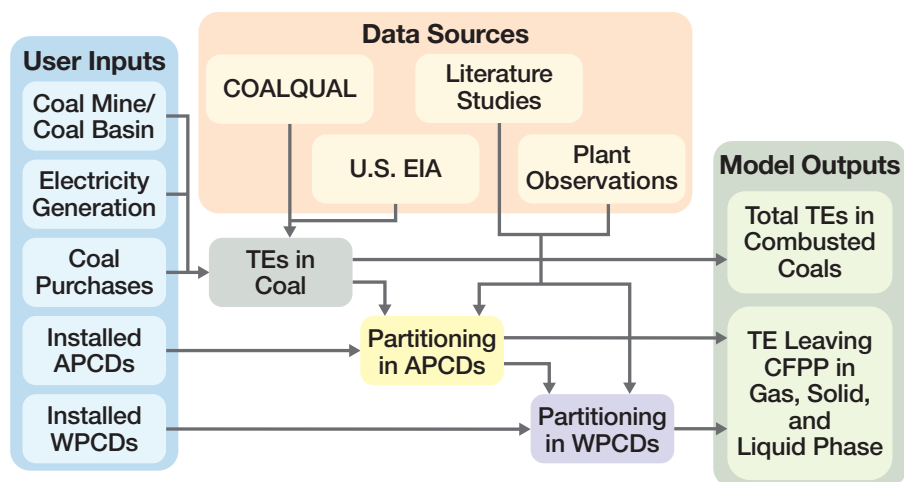 Data Sources
User Inputs
Coal Mine/
Coal Basin
Electricity
Generation
Coal
Purchases
Installed
APCDs
Installed
WPCDs
COALQUAL
Literature
Studies
U.S. EIA
Plant
Observations
TEs in
Coal
Partitioning
in APCDs
Partitioning
in WPCDs
Model Outputs
Total TEs in
Combusted
Coals
TE Leaving
CFPP in
Gas, Solid,
and
Liquid Phase